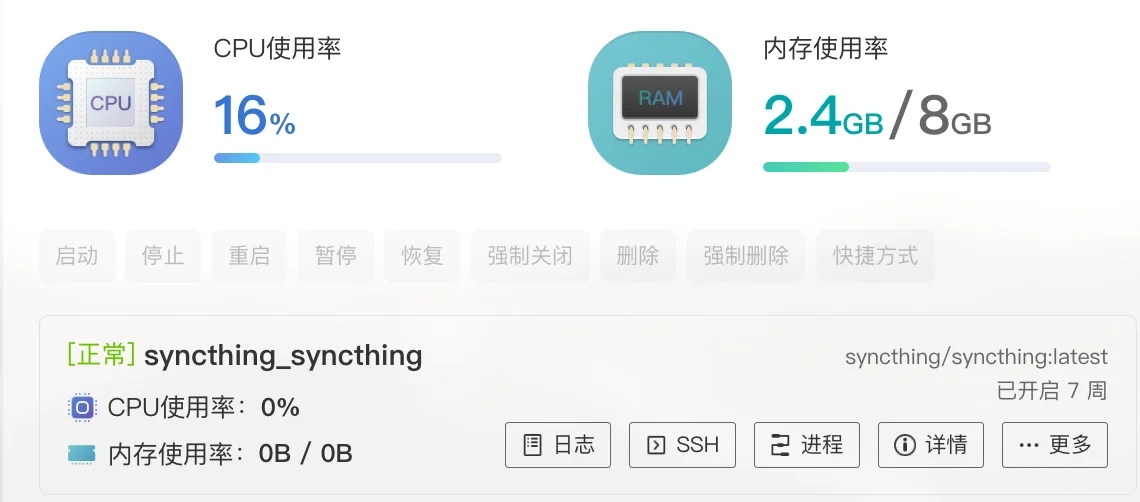 CPU
CPU使用率
16%
RAM
内存使用率
2.4GB/8GB
启动 停止 重启 暂停 恢复 强制关闭 删除 强制删除 快捷方式
[正常] syncthing_syncthing
syncthing/syncthing:latest
已开启 7 周
CPU使用率：0%
内存使用率：0B / 0B
日志 SSH 进程 详情 更多